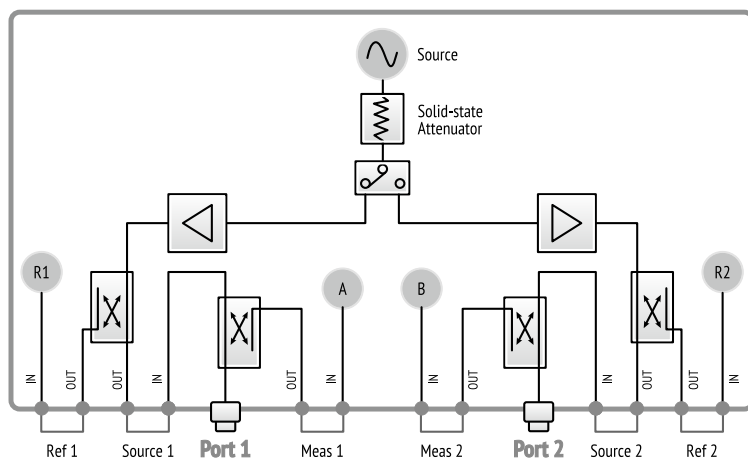 Source
Solid-state
Attenuator
R1
A
B
R2
IN
OUT
OUT
IN
OUT
IN
IN
OUT
IN
OUT
OUT
IN
Ref 1
Source 1
Port 1
Meas 1
Meas 2
Port 2
Source 2
Ref 2